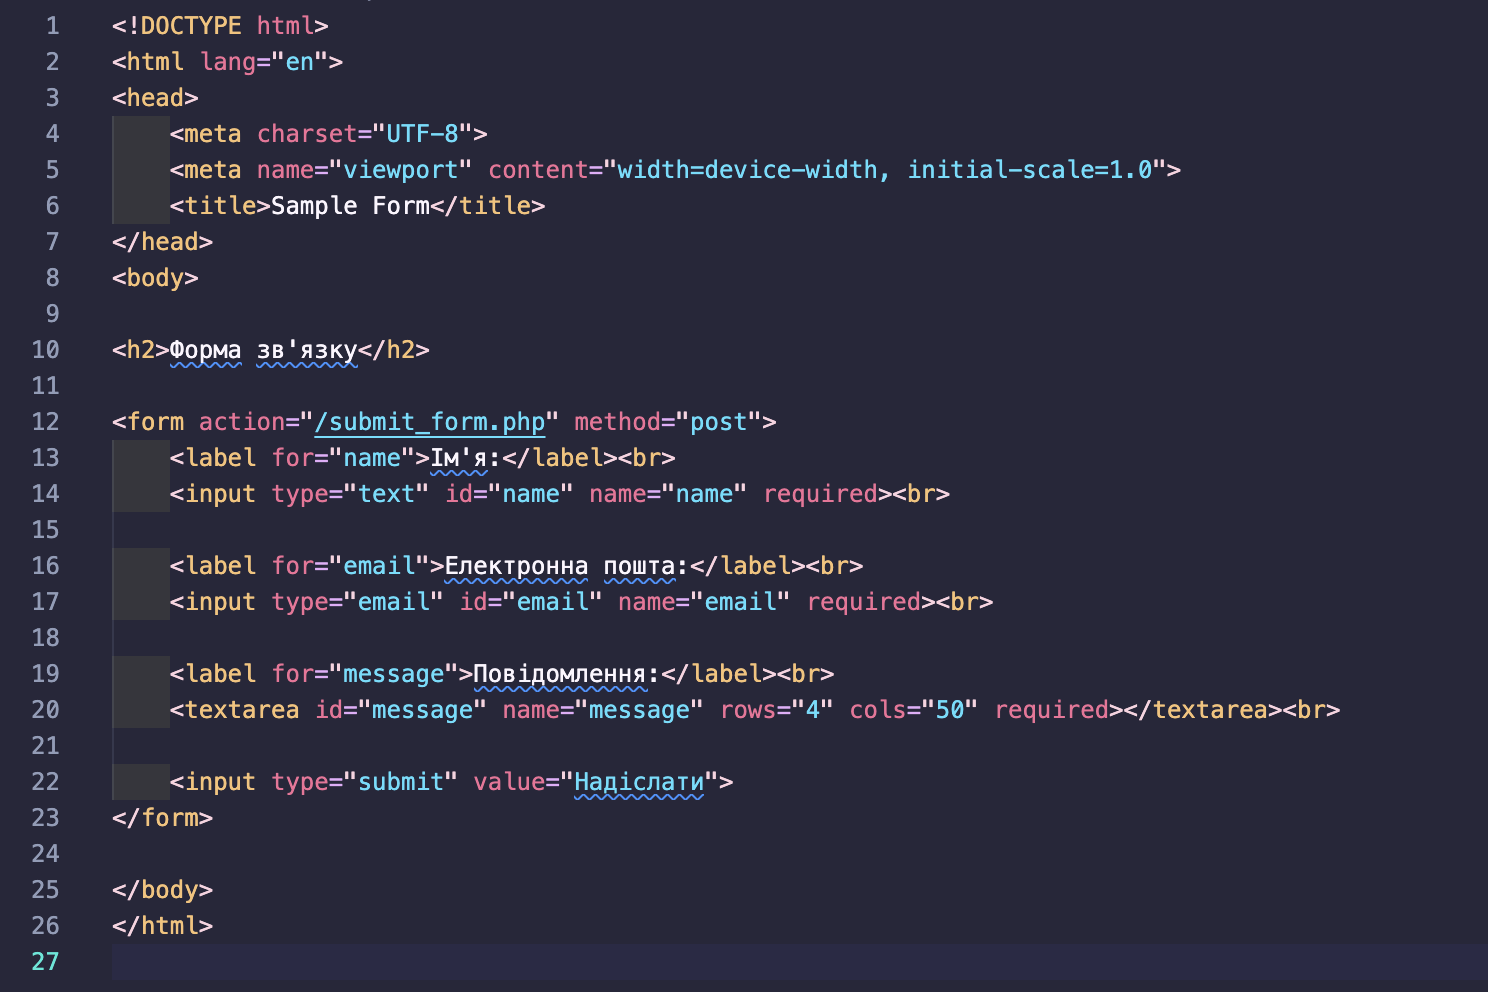 1 <!DOCTYPE html>
2 <html lang="en">
3 <head>
4     <meta charset="UTF-8">
5     <meta name="viewport" content="width=device-width, initial-scale=1.0">
6     <title>Sample Form</title>
7 </head>
8 <body>
9
10 <h2>Форма зв'язку</h2>
11
12 <form action="/submit_form.php" method="post">
13     <label for="name">Ім'я:</label><br>
14     <input type="text" id="name" name="name" required><br>
15
16     <label for="email">Електронна пошта:</label><br>
17     <input type="email" id="email" name="email" required><br>
18
19     <label for="message">Повідомлення:</label><br>
20     <textarea id="message" name="message" rows="4" cols="50" required></textarea><br>
21
22     <input type="submit" value="Надіслати">
23 </form>
24
25 </body>
26 </html>
27